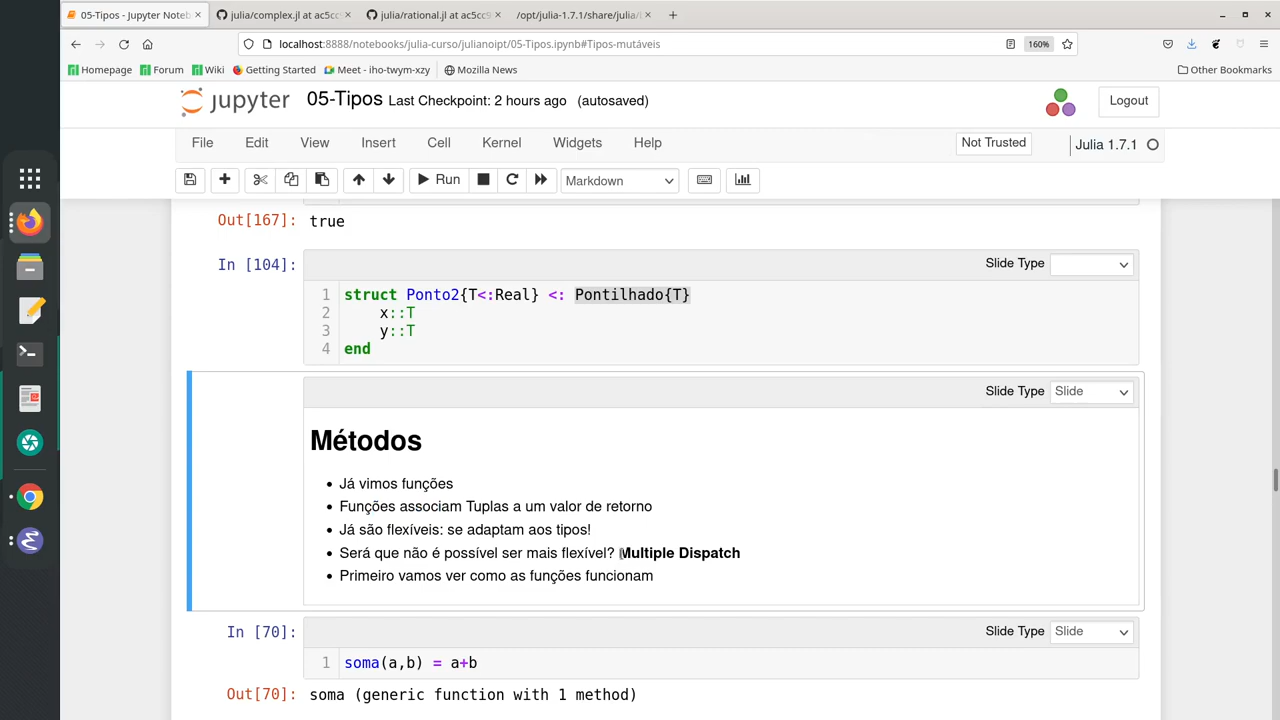 05-Tipos - Jupyter Noteb
julia/complex.jl at ac5cc
julia/rational.jl at ac5cc9
/opt/julia-1.7.1/share/julia/
localhost:8888/notebooks/julia-curso/julianoipt/05-Tipos.ipynb#Tipos-mutáveis
160%
Homepage
Forum
Wiki
Getting Started
Meet - iho-twym-xzy
Mozilla News
Other Bookmarks
jupyter
05-Tipos Last Checkpoint: 2 hours ago (autosaved)
Logout
File Edit View Insert Cell Kernel Widgets Help
Not Trusted
Julia 1.7.1
Run
Markdown
Out[167]: true
In [104]:
Slide Type
1 struct Ponto2{T<:Real} <: Pontilhado{T}
2 x::T
3 y::T
4 end
Slide Type Slide
Métodos
• Já vimos funções
• Funções associam Tuplas a um valor de retorno
• Já são flexíveis: se adaptam aos tipos!
• Será que não é possível ser mais flexível? Multiple Dispatch
• Primeiro vamos ver como as funções funcionam
In [70]:
Slide Type Slide
1 soma(a,b) = a+b
Out[70]: soma (generic function with 1 method)